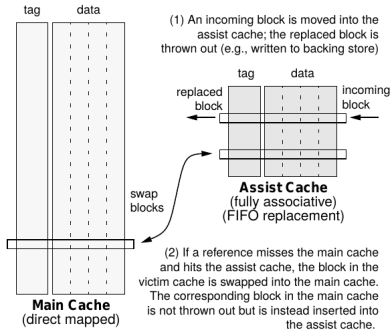 tag
data
(1) An incoming block is moved into the
assist cache; the replaced block is
thrown out (e.g., written to backing store)
tag
data
replaced
block
incoming
block
swap
blocks
Assist Cache
(fully associative)
(FIFO replacement)
(2) If a reference misses the main cache
and hits the assist cache, the block in the
victim cache is swapped into the main cache.
The corresponding block in the main cache
is not thrown out but is instead inserted into
the assist cache.
Main Cache
(direct mapped)